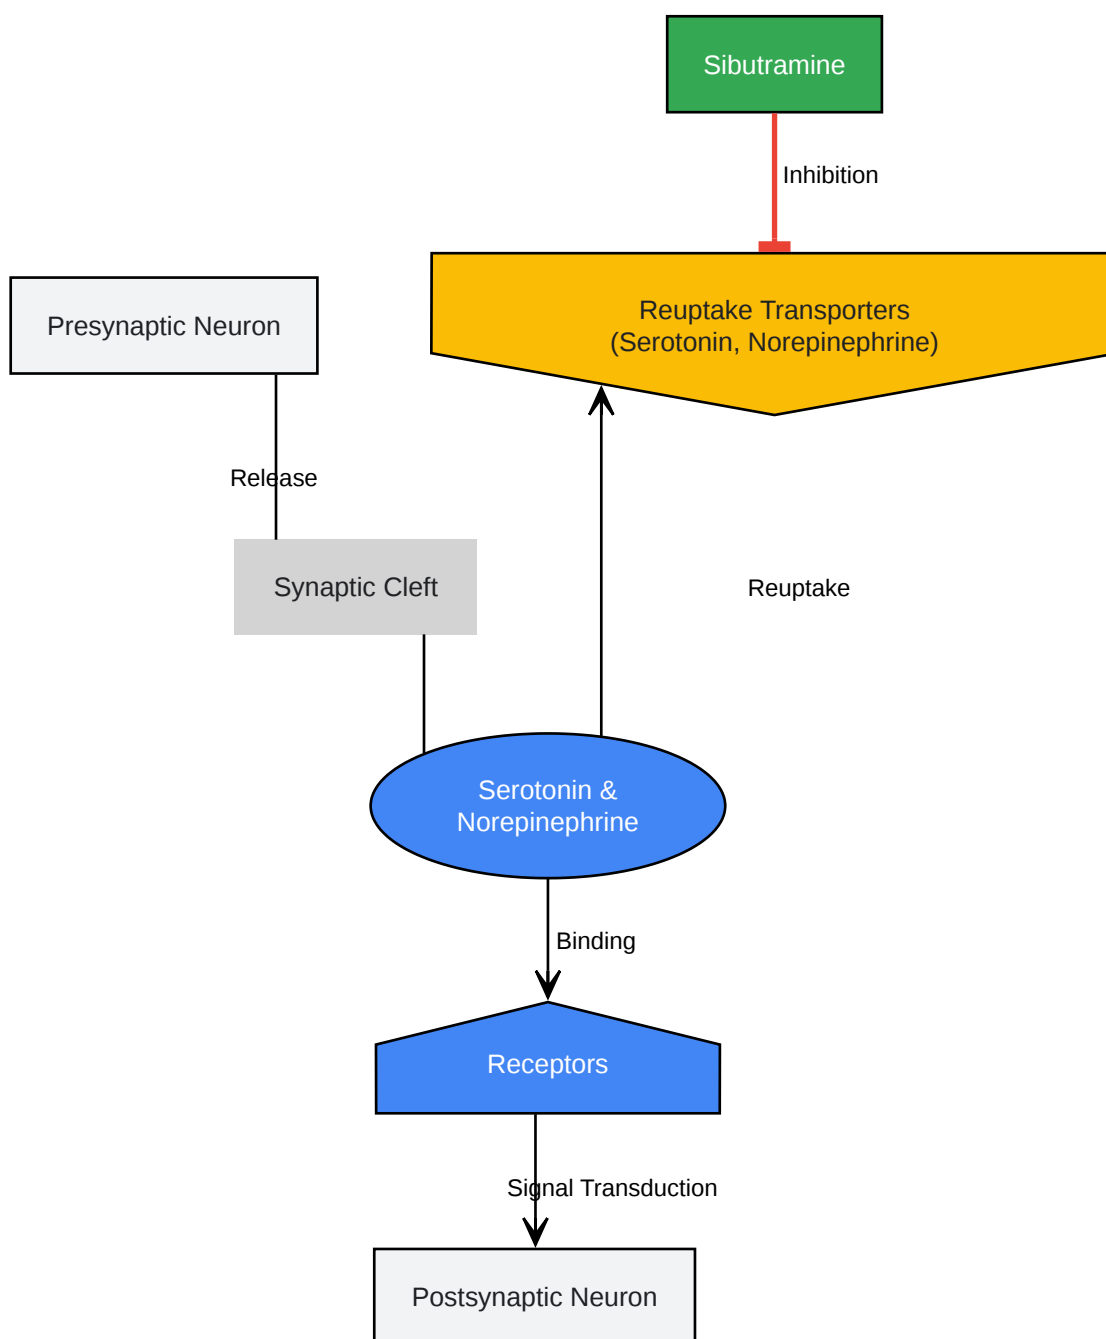 Sibutramine
Inhibition
Reuptake Transporters
(Serotonin, Norepinephrine)
Presynaptic Neuron
Release
Synaptic Cleft
Reuptake
Serotonin &
Norepinephrine
Binding
Receptors
Signal Transduction
Postsynaptic Neuron